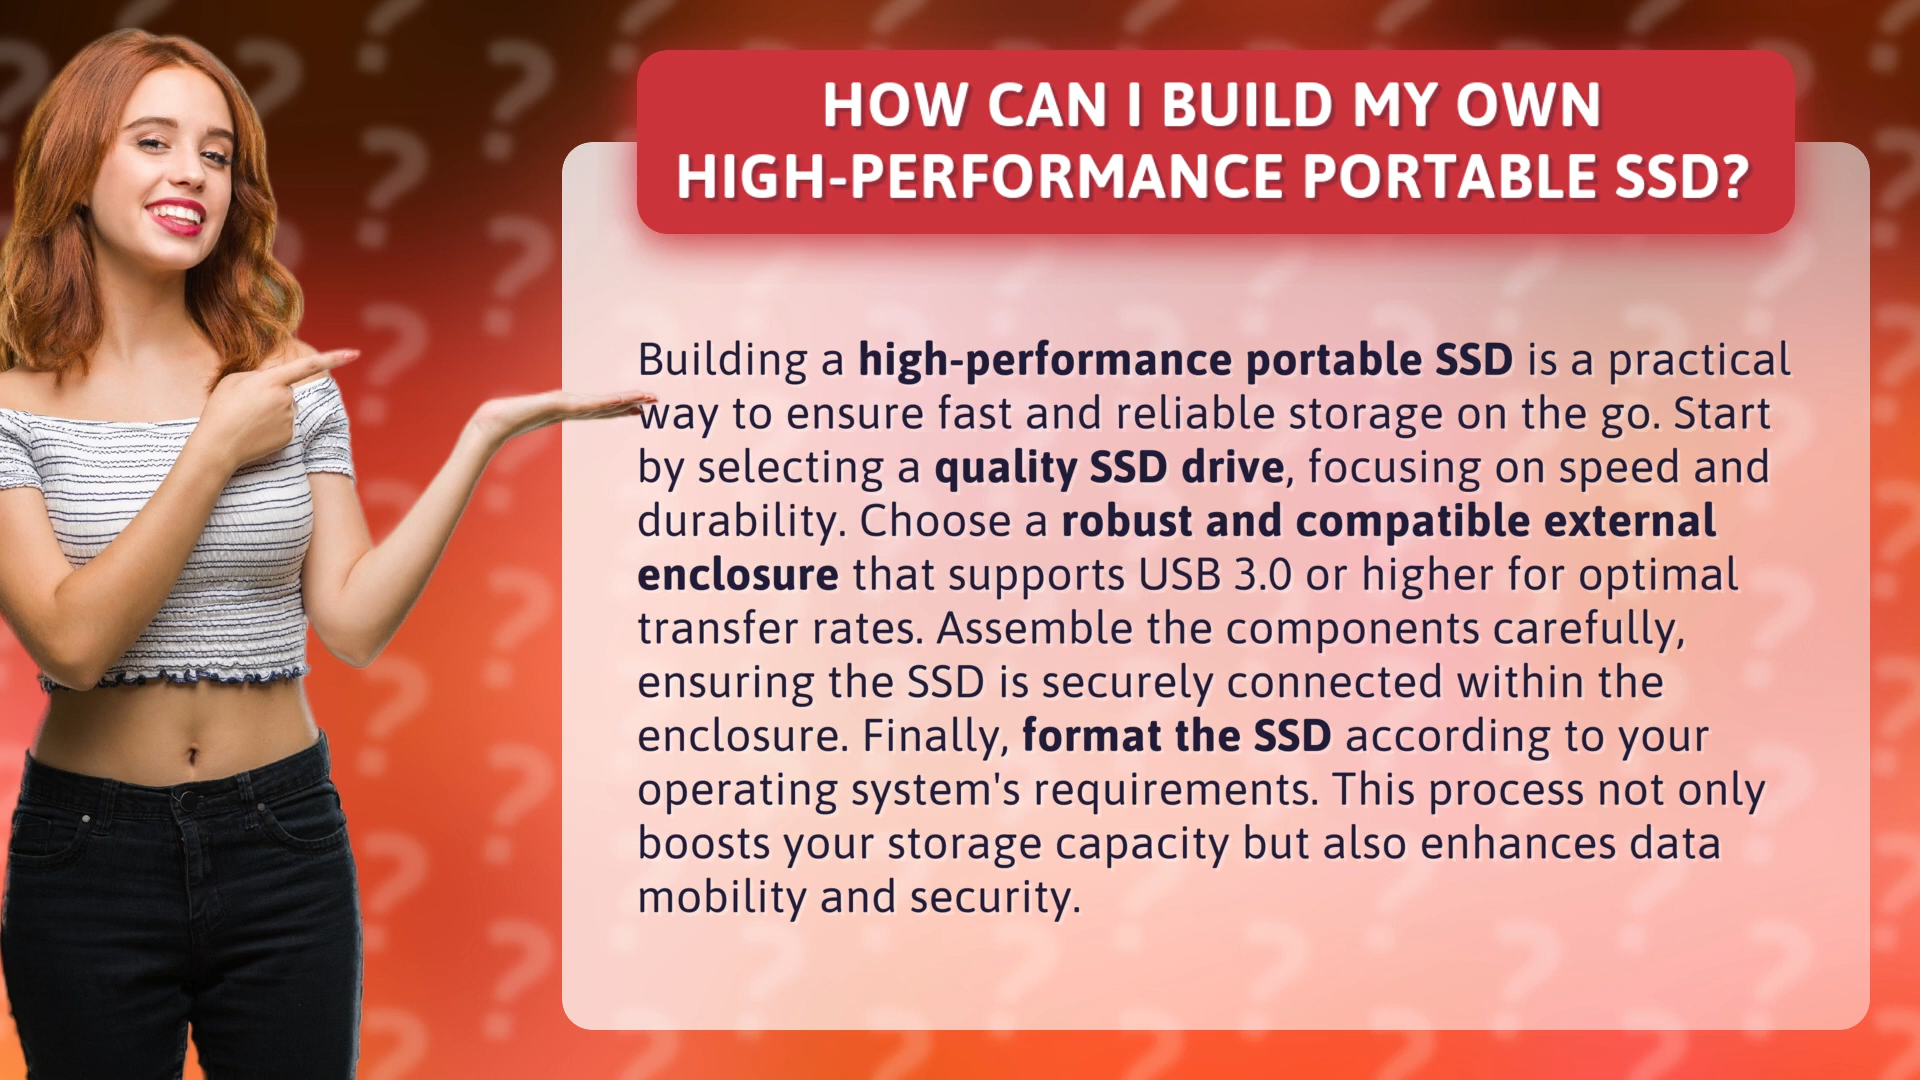 HOW CAN I BUILD MY OWN
HIGH-PERFORMANCE PORTABLE SSD?
Building a high-performance portable SSD is a practical
way to ensure fast and reliable storage on the go. Start
by selecting a quality SSD drive, focusing on speed and
durability. Choose a robust and compatible external
enclosure that supports USB 3.0 or higher for optimal
transfer rates. Assemble the components carefully,
ensuring the SSD is securely connected within the
enclosure. Finally, format the SSD according to your
operating system's requirements. This process not only
boosts your storage capacity but also enhances data
mobility and security.